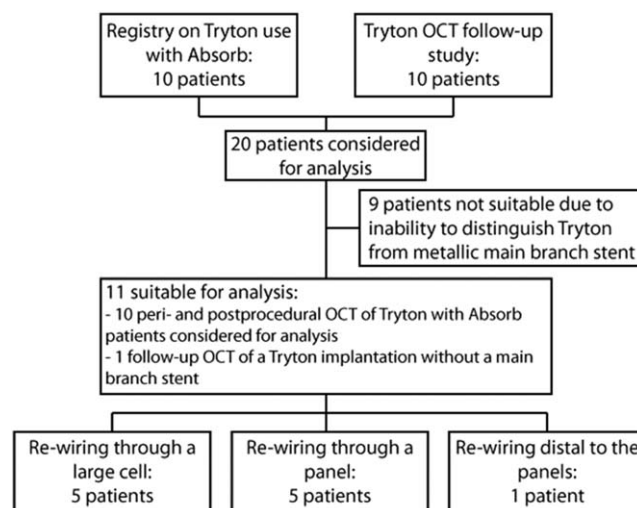 Registry on Tryton use
with Absorb:
10 patients
Tryton OCT follow-up
study:
10 patients
20 patients considered
for analysis
9 patients not suitable due to
inability to distinguish Tryton
from metallic main branch stent
11 suitable for analysis:
- 10 peri- and postprocedural OCT of Tryton with Absorb
patients considered for analysis
- 1 follow-up OCT of a Tryton implantation without a main
branch stent
Re-wiring through a
large cell:
5 patients
Re-wiring through a
panel:
5 patients
Re-wiring distal to the
panels:
1 patient